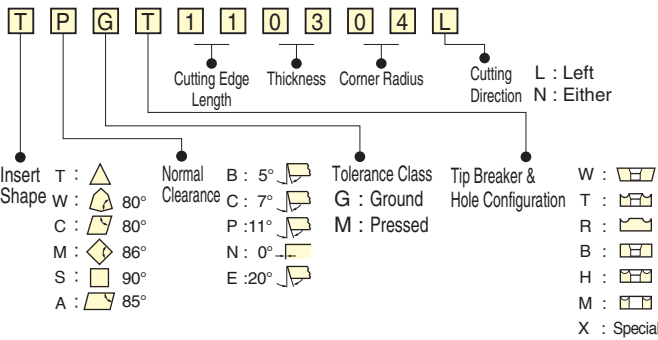 T P G T 1 1 0 3 0 4 L
Cutting Edge Length
Thickness
Corner Radius
Cutting Direction
L : Left
N : Either
Insert Shape
T :
W : 80°
C : 80°
M : 86°
S : 90°
A : 85°
Normal Clearance
B : 5°
C : 7°
P :11°
N : 0°
E :20°
Tolerance Class
G : Ground
M : Pressed
Tip Breaker &
Hole Configuration
W :
T :
R :
B :
H :
M :
X : Special